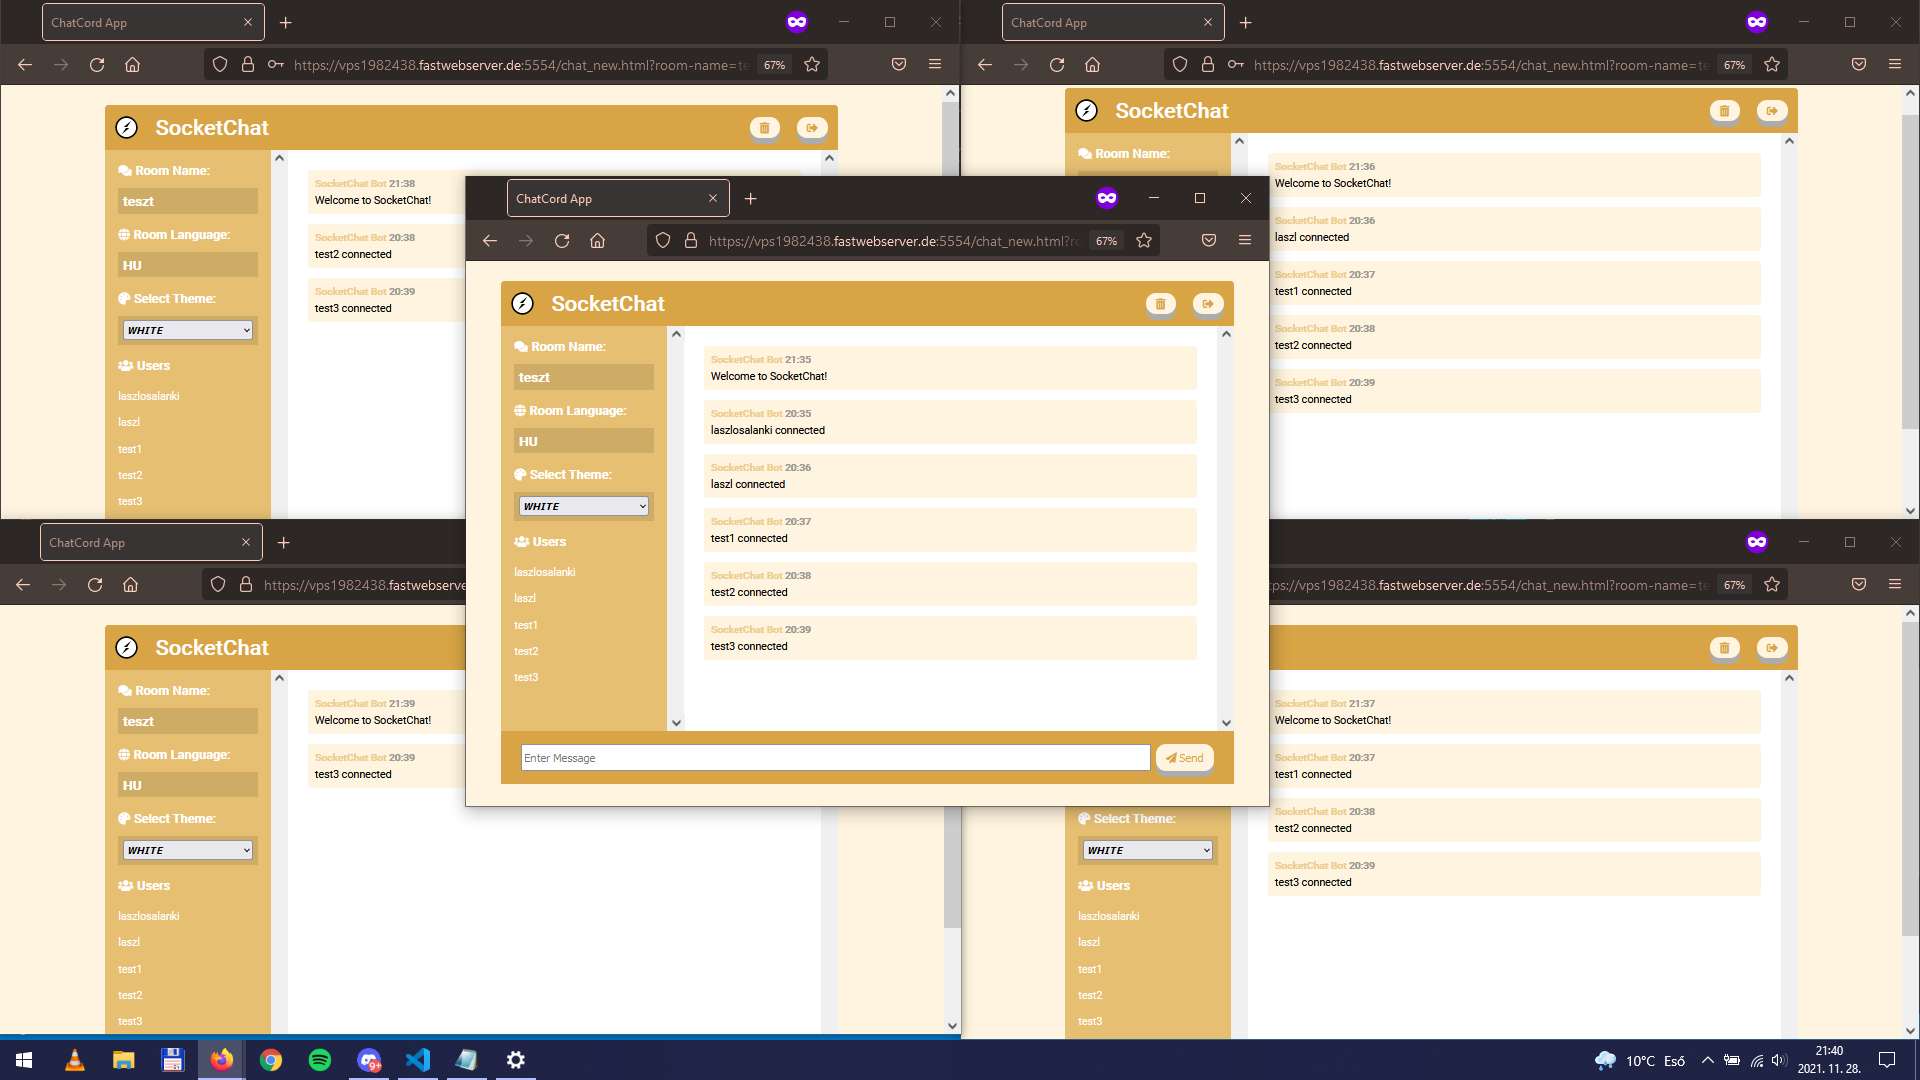 ChatCord App
https://vps1982438.fastwebserver.de:5554/chat_new.html?room-name=te
67%
SocketChat
Room Name:
teszt
Room Language:
HU
Select Theme:
WHITE
Users
laszlosalanki
laszl
test1
test2
test3
SocketChat Bot 21:38
Welcome to SocketChat!
SocketChat Bot 20:38
test2 connected
SocketChat Bot 20:39
test3 connected
ChatCord App
https://vps1982438.fastwebserver.de:5554/chat_new.html?room-name=te
67%
SocketChat
Room Name:
SocketChat Bot 21:36
Welcome to SocketChat!
SocketChat Bot 20:36
laszl connected
SocketChat Bot 20:37
test1 connected
SocketChat Bot 20:38
test2 connected
SocketChat Bot 20:39
test3 connected
ChatCord App
https://vps1982438.fastwebserver.de:5554/chat_new.html?ro
67%
SocketChat
Room Name:
teszt
Room Language:
HU
Select Theme:
WHITE
Users
laszlosalanki
laszl
test1
test2
test3
SocketChat Bot 21:35
Welcome to SocketChat!
SocketChat Bot 20:35
laszlosalanki connected
SocketChat Bot 20:36
laszl connected
SocketChat Bot 20:37
test1 connected
SocketChat Bot 20:38
test2 connected
SocketChat Bot 20:39
test3 connected
Enter Message
Send
ChatCord App
https://vps1982438.fastwebserve
SocketChat
Room Name:
teszt
Room Language:
HU
Select Theme:
WHITE
Users
laszlosalanki
laszl
test1
test2
test3
SocketChat Bot 21:39
Welcome to SocketChat!
SocketChat Bot 20:39
test3 connected
tps://vps1982438.fastwebserver.de:5554/chat_new.html?room-name=te
67%
Select Theme:
WHITE
Users
laszlosalanki
laszl
test1
test2
test3
SocketChat Bot 21:37
Welcome to SocketChat!
SocketChat Bot 20:37
test1 connected
SocketChat Bot 20:38
test2 connected
SocketChat Bot 20:39
test3 connected
9+
10°C Eső
21:40
2021. 11. 28.